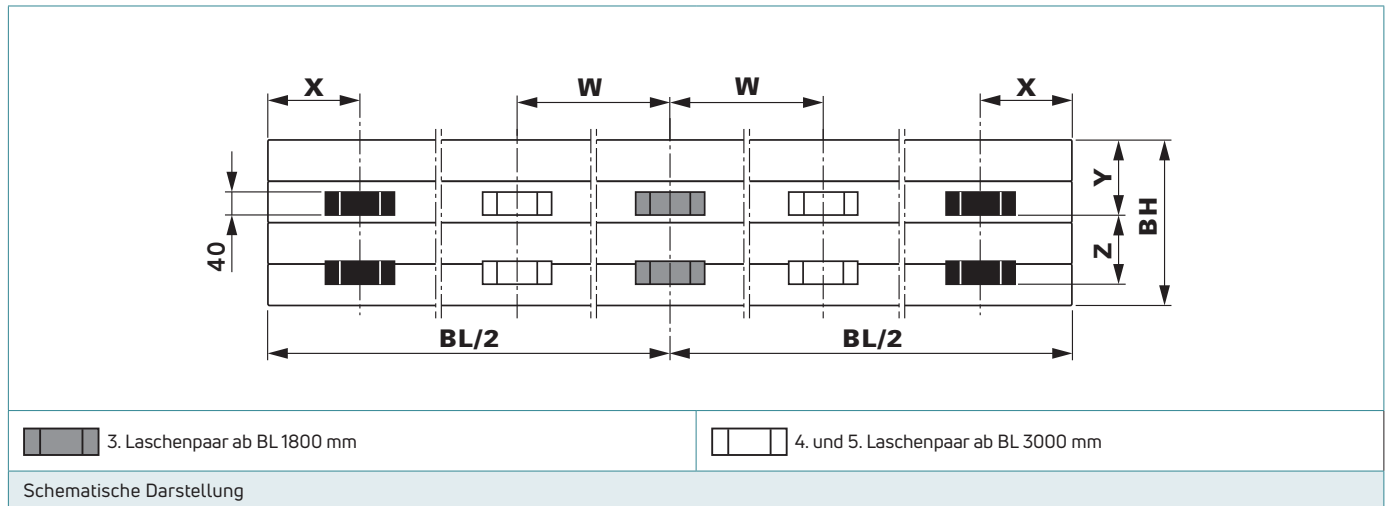 X W W X
Y
BH
40
Z
BL/2 BL/2
3. Laschenpaar ab BL 1800 mm
4. und 5. Laschenpaar ab BL 3000 mm
Schematische Darstellung